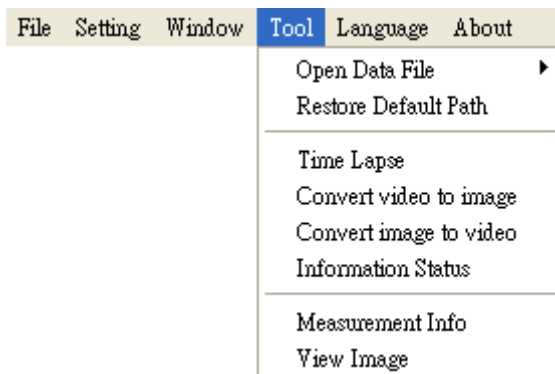 File Setting Window Tool Language About
Open Data File
Restore Default Path
Time Lapse
Convert video to image
Convert image to video
Information Status
Measurement Info
View Image